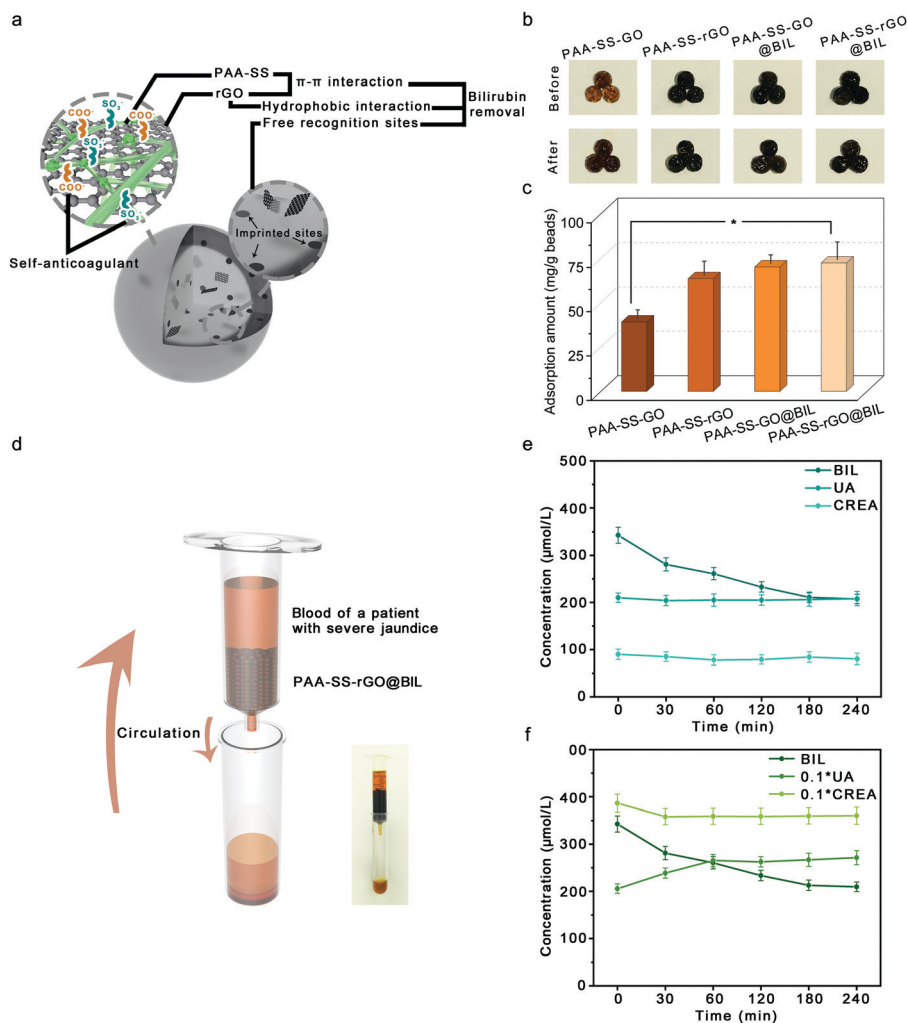 a
PAA-SS
rGO
π-π interaction
Hydrophobic interaction
Free recognition sites
Bilirubin
removal
COO⁻
SO₃⁻
COO⁻
SO₃⁻
COO⁻
SO₃⁻
Imprinted sites
Self-anticoagulant
b
PAA-SS-GO
PAA-SS-rGO
PAA-SS-GO
@BIL
PAA-SS-rGO
@BIL
Before
After
c
Adsorption amount (mg/g beads)
100
75
50
25
0
*
PAA-SS-GO
PAA-SS-rGO
PAA-SS-GO@BIL
PAA-SS-rGO@BIL
d
Blood of a patient
with severe jaundice
PAA-SS-rGO@BIL
Circulation
e
Concentration (μmol/L)
500
400
300
200
100
0
BIL
UA
CREA
0 30 60 120 180 240
Time (min)
f
Concentration (μmol/L)
00
400
300
200
100
0
BIL
0.1*UA
0.1*CREA
0 30 60 120 180 240
Time (min)